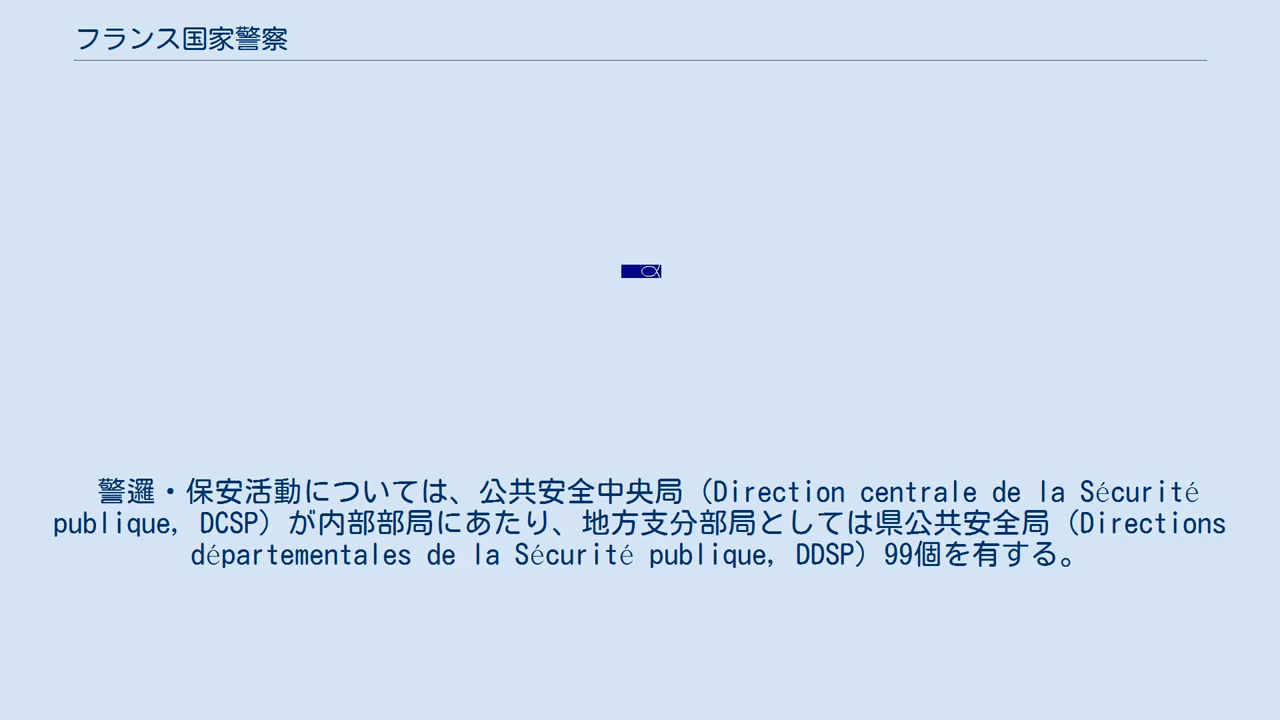 フランス国家警察
警邏・保安活動については、公共安全中央局（Direction centrale de la Sécurité
publique, DCSP）が内部部局にあたり、地方支分部局としては県公共安全局（Directions
départementales de la Sécurité publique, DDSP）99個を有する。